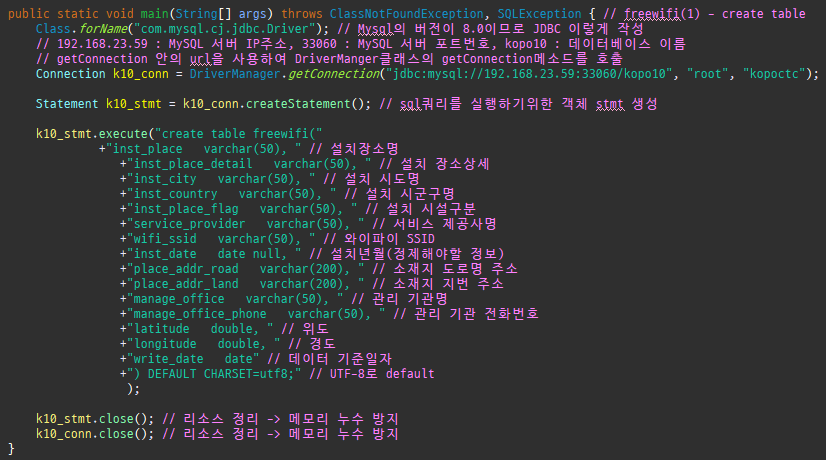 public static void main(String[] args) throws ClassNotFoundException, SQLException { // freewifi(1) - create table
Class.forName("com.mysql.cj.jdbc.Driver"); // Mysql의 버전이 8.0이므로 JDBC 이렇게 작성
// 192.168.23.59 : MySQL 서버 IP주소, 33060 : MySQL 서버 포트번호, kopo10 : 데이터베이스 이름
// getConnection 안의 url을 사용하여 DriverManger클래스의 getConnection메소드를 호출
Connection k10_conn = DriverManager.getConnection("jdbc:mysql://192.168.23.59:33060/kopo10", "root", "kopoctc");
Statement k10_stmt = k10_conn.createStatement(); // sql쿼리를 실행하기위한 객체 stmt 생성
k10_stmt.execute("create table freewifi("
+"inst_place varchar(50), " // 설치장소명
+"inst_place_detail varchar(50), " // 설치 장소상세
+"inst_city varchar(50), " // 설치 시도명
+"inst_country varchar(50), " // 설치 시군구명
+"inst_place_flag varchar(50), " // 설치 시설구분
+"service_provider varchar(50), " // 서비스 제공사명
+"wifi_ssid varchar(50), " // 와이파이 SSID
+"inst_date date null, " // 설치년월(정제해야할 정보)
+"place_addr_road varchar(200), " // 소재지 도로명 주소
+"place_addr_land varchar(200), " // 소재지 지번 주소
+"manage_office varchar(50), " // 관리 기관명
+"manage_office_phone varchar(50), " // 관리 기관 전화번호
+"latitude double, " // 위도
+"longitude double, " // 경도
+"write_date date" // 데이터 기준일자
+") DEFAULT CHARSET=utf8;" // UTF-8로 default
);
k10_stmt.close(); // 리소스 정리 -> 메모리 누수 방지
k10_conn.close(); // 리소스 정리 -> 메모리 누수 방지
}